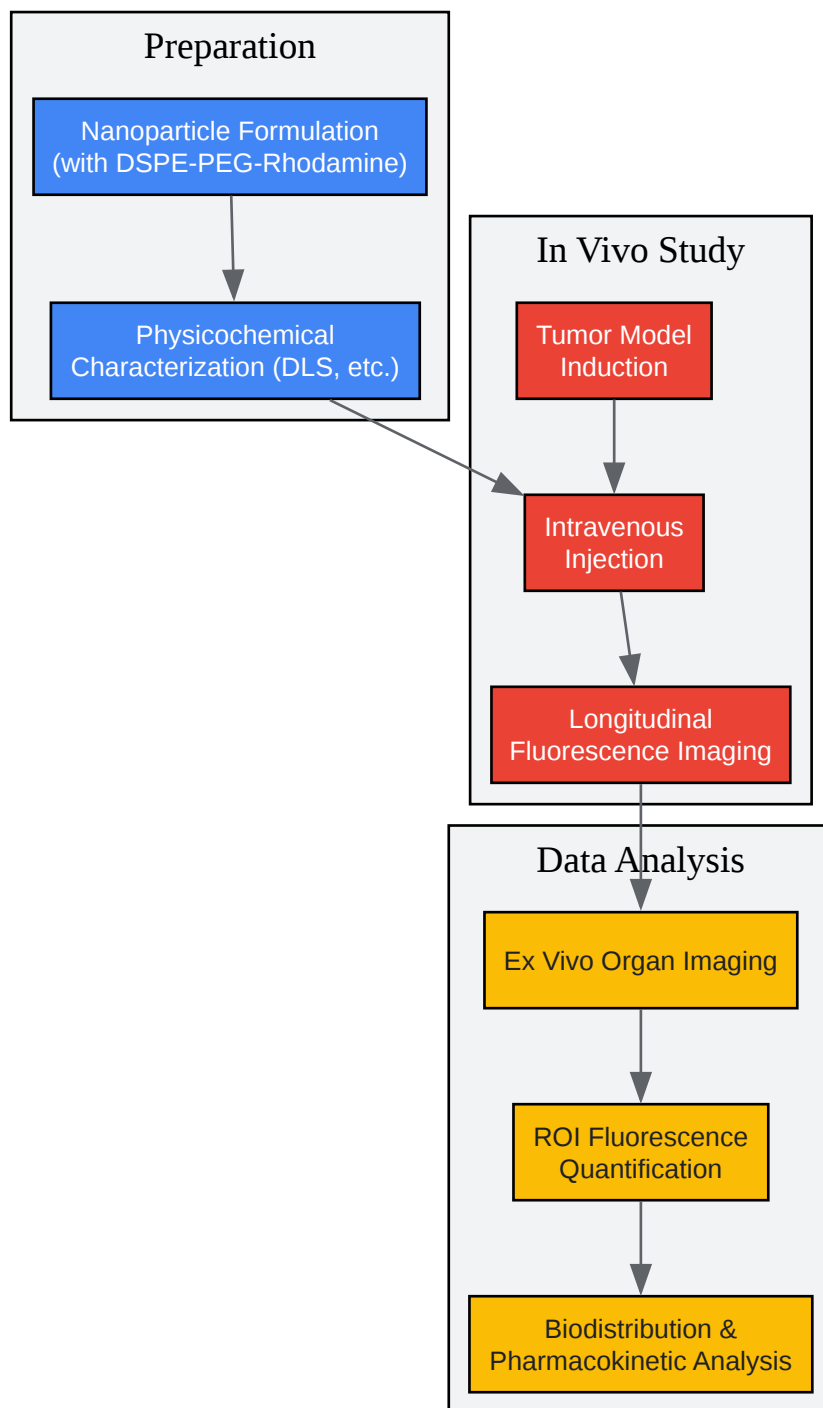 Preparation
Nanoparticle Formulation
(with DSPE-PEG-Rhodamine)
Physicochemical
Characterization (DLS, etc.)
In Vivo Study
Tumor Model
Induction
Intravenous
Injection
Longitudinal
Fluorescence Imaging
Data Analysis
Ex Vivo Organ Imaging
ROI Fluorescence
Quantification
Biodistribution &
Pharmacokinetic Analysis